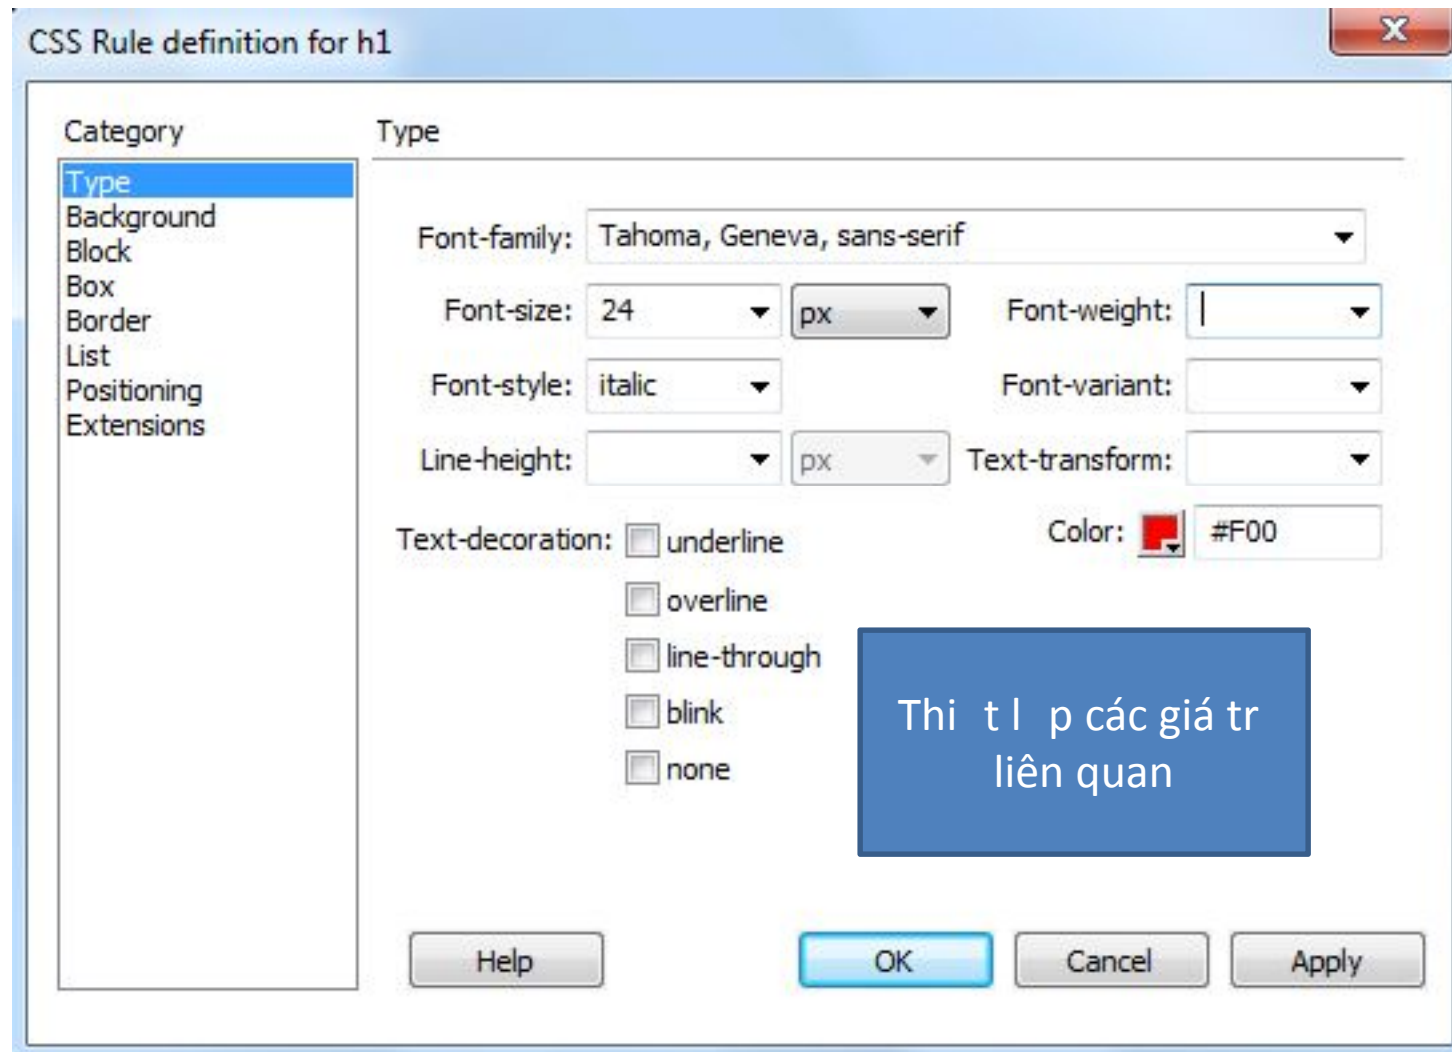 CSS Rule definition for h1
Category
Type
Type
Background
Block
Box
Border
List
Positioning
Extensions
Font-family: Tahoma, Geneva, sans-serif
Font-size: 24 px Font-weight:
Font-style: italic Font-variant:
Line-height: px Text-transform:
Text-decoration: underline Color: #F00
overline
line-through
blink
none
Thi t l p các giá tr
liên quan
Help OK Cancel Apply